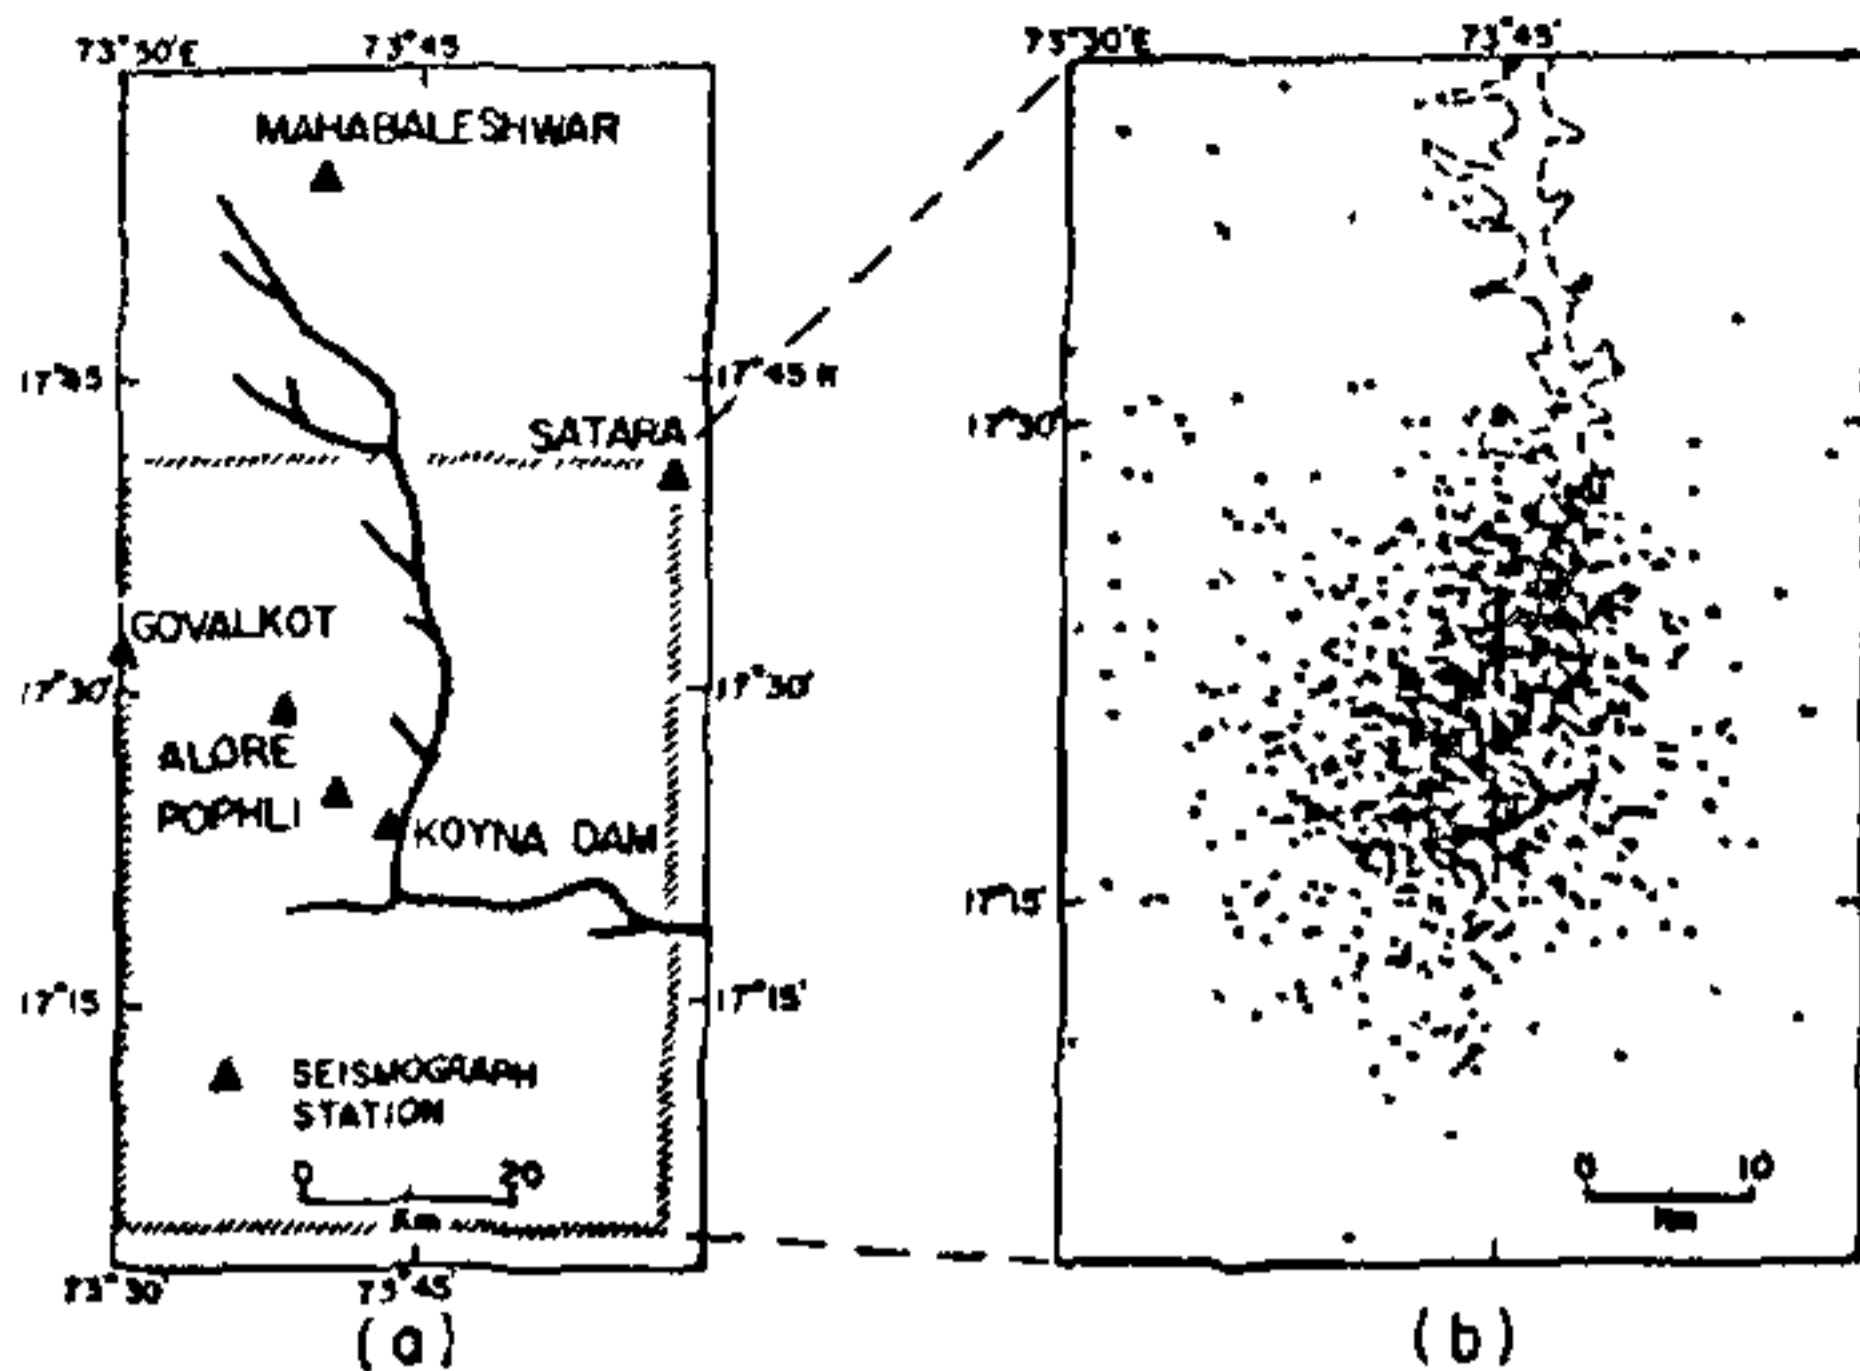 73°30'E
73°45
MAHABALESHWAR
17°45
17°45 N
SATARA
GOVALKOT
17°30'
17°30'
ALORE
POPHLI
KOYNA DAM
17°15
17°15'
SEISMOGRAPH
STATION
0 20
Km
73°30'
73°45
(a)
73°30'E
73°45'
17°30'
17°15'
0 10
Km
(b)